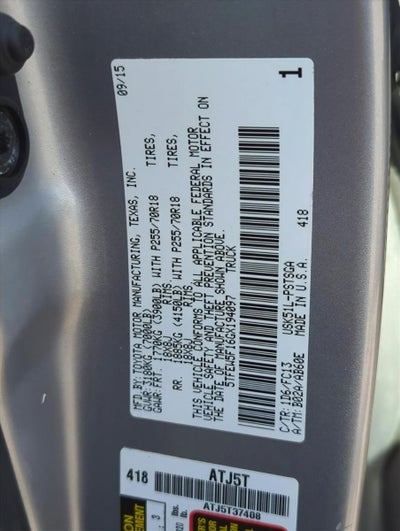 MFD. BY: TOYOTA MOTOR MANUFACTURING, TEXAS, INC. 09/15
GVWR: 3180KG (7000LB)
GAWR: FRT. 1770KG (3900LB) WITH P255/70R18 TIRES,
18X8J RIMS
RR. 1885KG (4150LB) WITH P255/70R18 TIRES,
18X8J RIMS
THIS VEHICLE CONFORMS TO ALL APPLICABLE FEDERAL MOTOR
VEHICLE SAFETY AND THEFT PREVENTION STANDARDS IN EFFECT ON
THE DATE OF MANUFACTURE SHOWN ABOVE.
5TFEW5F16GX194097 TRUCK
1
C/TR: 1D6/FC13 USK51L-PSTSGA 418
A/TM: B02A/AB60E MADE IN U.S.A.
418 ATJ5T
ATJ5T37408